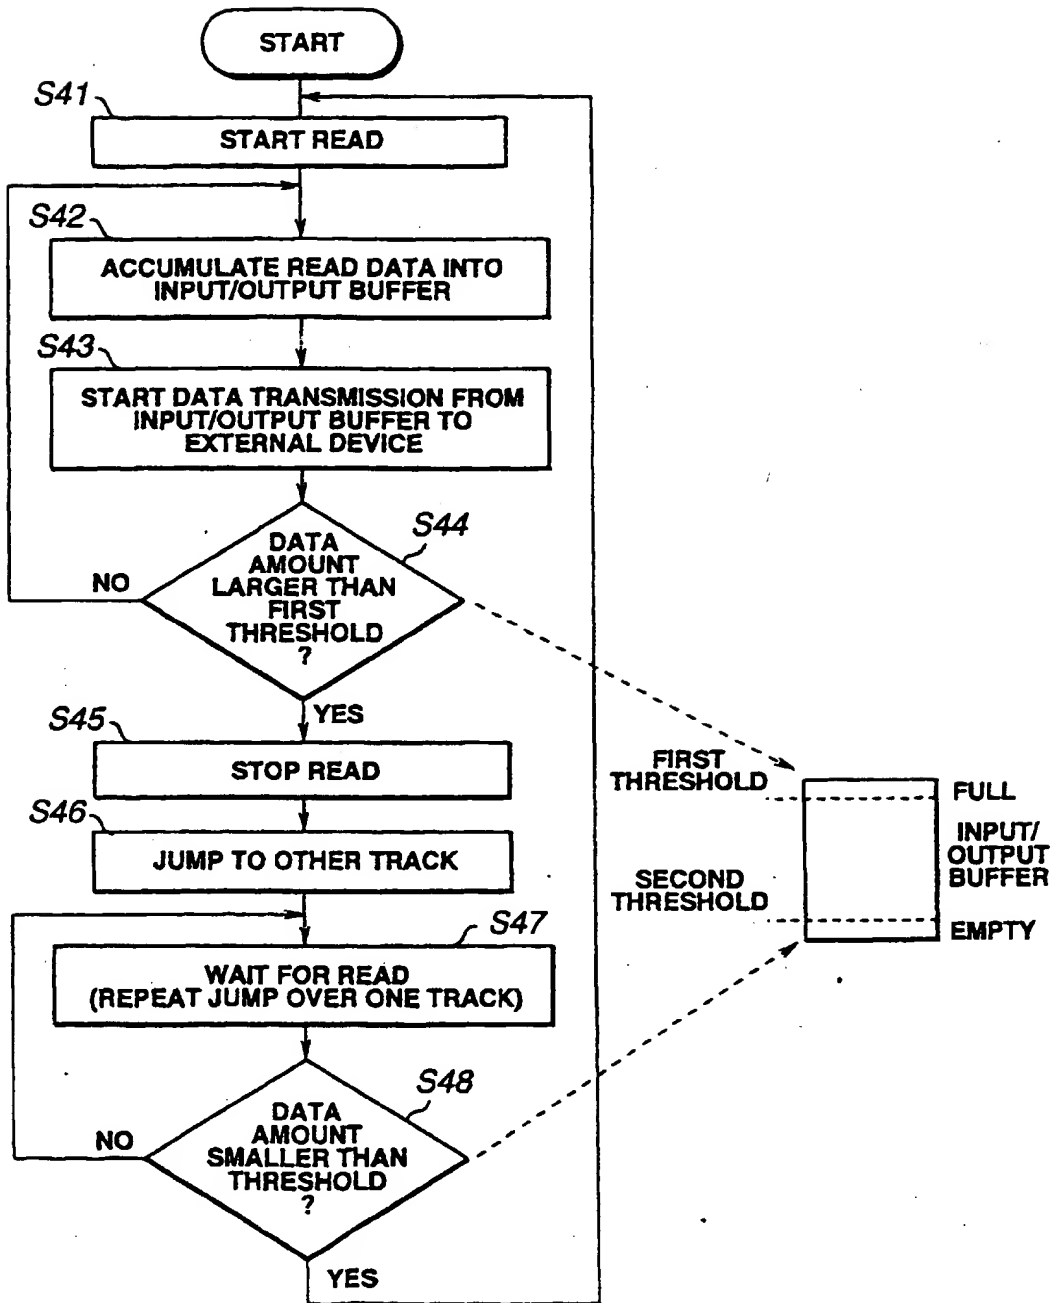 START
S41
START READ
S42
ACCUMULATE READ DATA INTO
INPUT/OUTPUT BUFFER
S43
START DATA TRANSMISSION FROM
INPUT/OUTPUT BUFFER TO
EXTERNAL DEVICE
S44
DATA
AMOUNT
LARGER THAN
FIRST
THRESHOLD
?
NO
YES
S45
STOP READ
S46
JUMP TO OTHER TRACK
S47
WAIT FOR READ
(REPEAT JUMP OVER ONE TRACK)
S48
DATA
AMOUNT
SMALLER THAN
THRESHOLD
?
NO
YES
FIRST
THRESHOLD
FULL
INPUT/
OUTPUT
BUFFER
SECOND
THRESHOLD
EMPTY